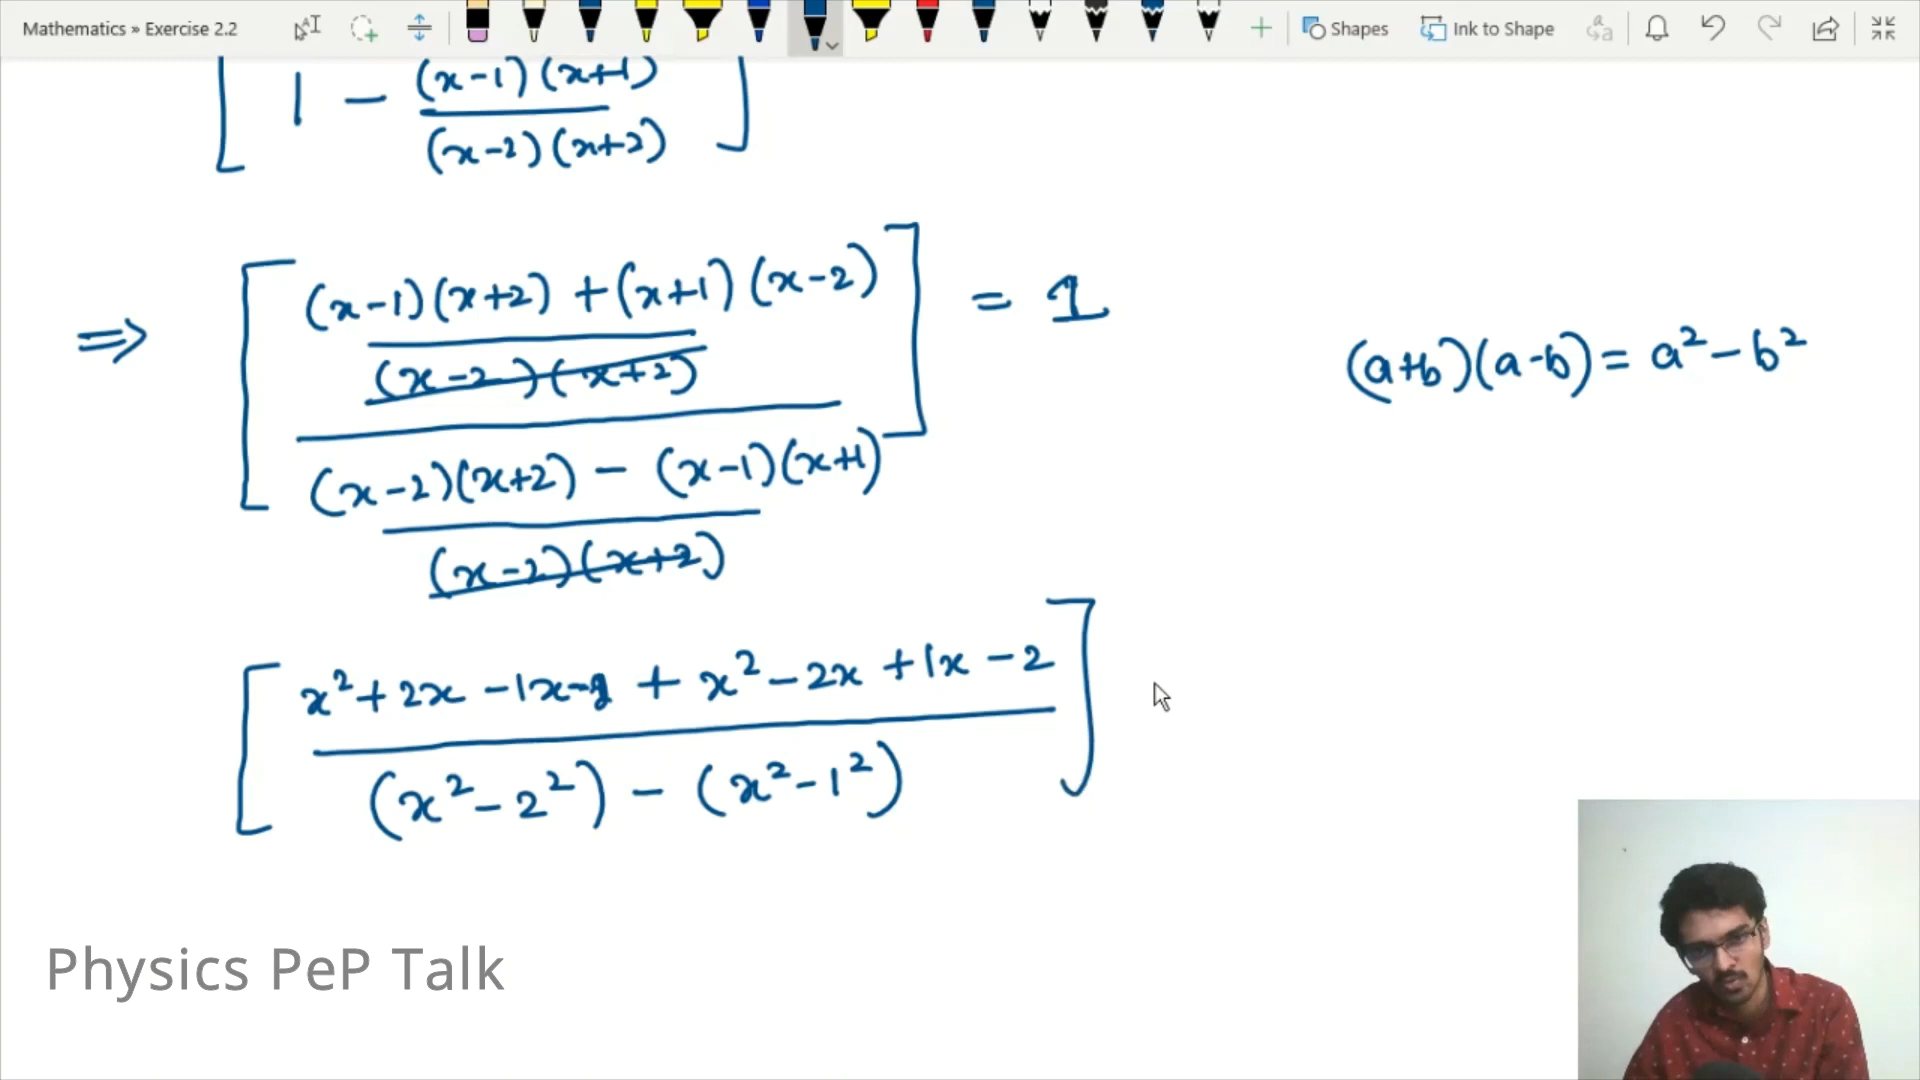 Mathematics » Exercise 2.2
Shapes
Ink to Shape
1 - (x-1)(x+1)
(x-2)(x+2)
⇒ [ (x-1)(x+2) + (x+1)(x-2) ] = 1
(x-2)(x+2)
(a+b)(a-b) = a² - b²
(x-2)(x+2) - (x-1)(x+1)
(x-2)(x+2)
[ x² + 2x - 1x - 2 + x² - 2x + 1x - 2 ]
(x² - 2²) - (x² - 1²)
Physics PeP Talk